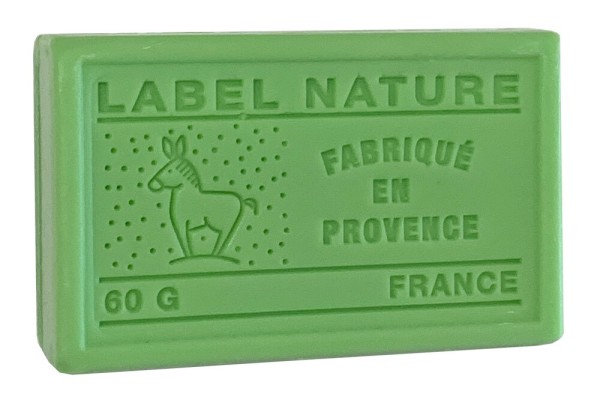 LABEL NATURE
FABRIQUÉ
EN
PROVENCE
60 G FRANCE